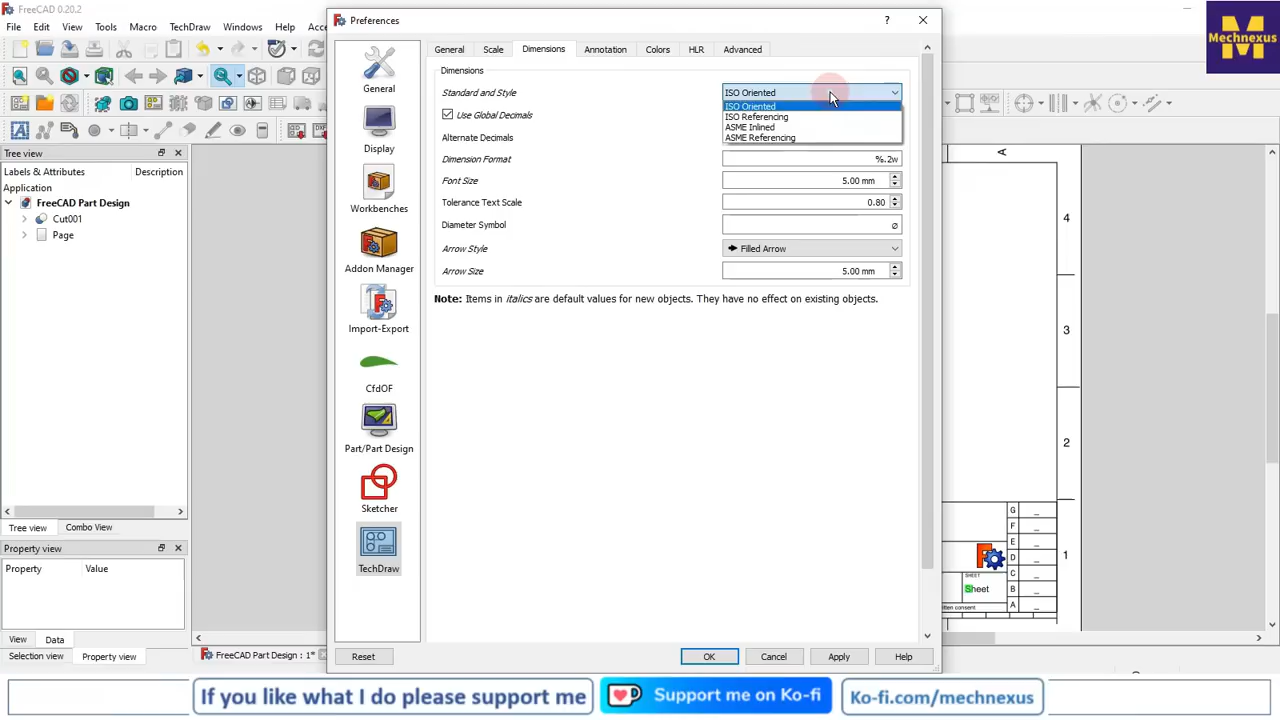 FreeCAD 0.20.2
File Edit View Tools Macro TechDraw Windows Help Acce
Mechnexus
Tree view
Labels & Attributes Description
Application
FreeCAD Part Design
Cut001
Page
Tree view Combo View
Property view
Property Value
View Data
Selection view Property view
FreeCAD Part Design : 1*
Preferences
?
General
Display
Workbenches
Addon Manager
Import-Export
CfdOF
Part/Part Design
Sketcher
TechDraw
General Scale Dimensions Annotation Colors HLR Advanced
Dimensions
Standard and Style ISO Oriented
ISO Oriented
ISO Referencing
ASME Inlined
ASME Referencing
Use Global Decimals
Alternate Decimals
Dimension Format %.2w
Font Size 5.00 mm
Tolerance Text Scale 0.80
Diameter Symbol ⌀
Arrow Style Filled Arrow
Arrow Size 5.00 mm
Note: Items in italics are default values for new objects. They have no effect on existing objects.
Reset OK Cancel Apply Help
A
4
3
2
1
G _
F _
E _
D _
C _
B _
A _
SHEET
Sheet
itten consent
If you like what I do please support me
Support me on Ko-fi
Ko-fi.com/mechnexus